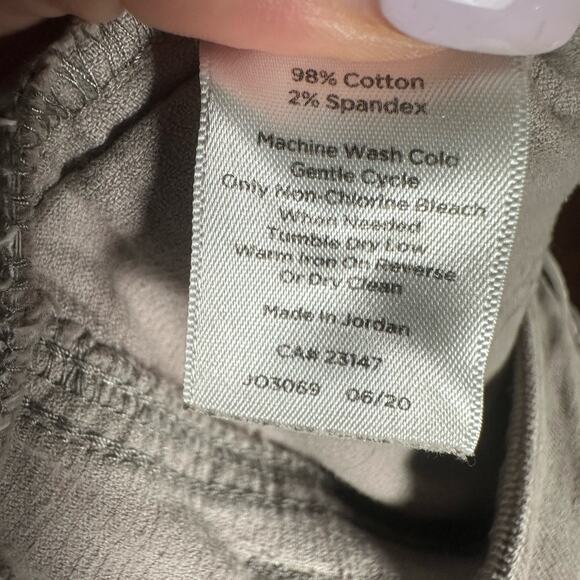 98% Cotton
2% Spandex
Machine Wash Cold
Gentle Cycle
Only Non-Chlorine Bleach
When Needed
Tumble Dry Low
Warm Iron On Reverse
Or Dry Clean
Made In Jordan
CA# 23147
JO3069 06/20